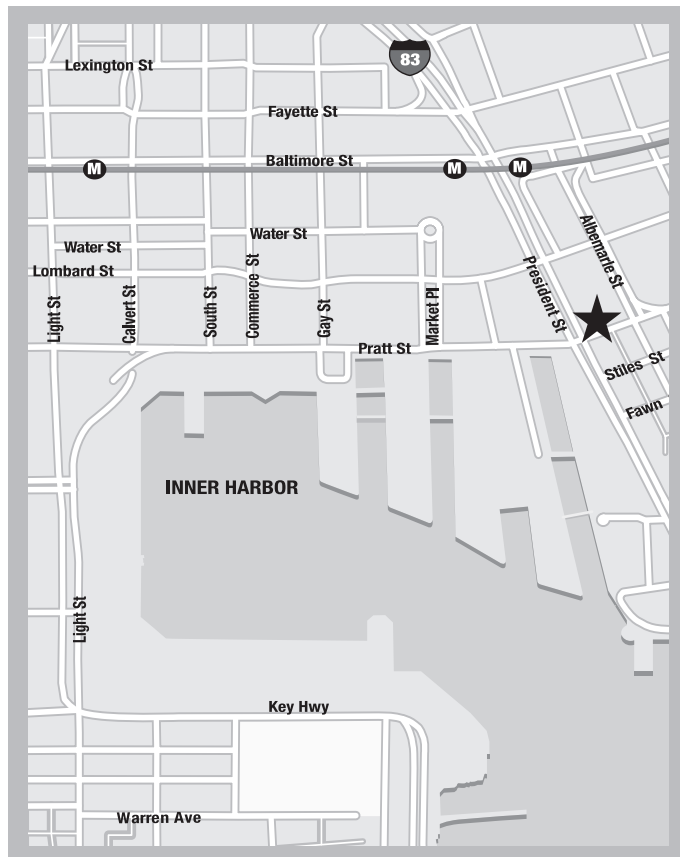 83
Lexington St
Fayette St
Baltimore St
M
M
M
Water St
Water St
Lombard St
Light St
Calvert St
South St
Commerce St
Gay St
Market Pl
President St
Albemarle St
Pratt St
Stiles St
Fawn
INNER HARBOR
Light St
Key Hwy
Warren Ave